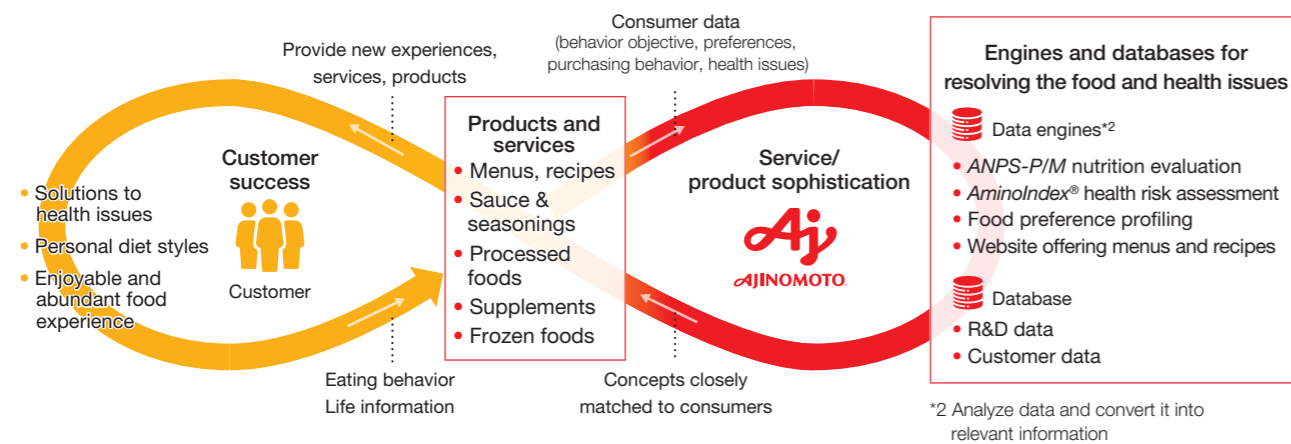 Provide new experiences,
services, products
Consumer data
(behavior objective, preferences,
purchasing behavior, health issues)
Customer
success
Customer
• Solutions to
health issues
• Personal diet styles
• Enjoyable and
abundant food
experience
Eating behavior
Life information
Products and
services
• Menus, recipes
• Sauce &
seasonings
• Processed
foods
• Supplements
• Frozen foods
Service/
product sophistication
Aj
AJINOMOTO.
Concepts closely
matched to consumers
Engines and databases for
resolving the food and health issues
Data engines*2
• ANPS-P/M nutrition evaluation
• AminoIndex® health risk assessment
• Food preference profiling
• Website offering menus and recipes
Database
• R&D data
• Customer data
*2 Analyze data and convert it into
relevant information